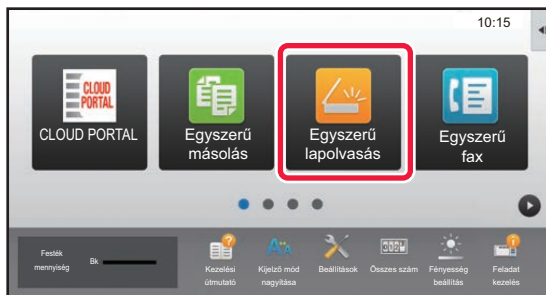 10:15
CLOUD
PORTAL
CLOUD PORTAL
Egyszerű
másolás
Egyszerű
lapolvasás
Egyszerű
fax
Festék
mennyiség
Bk
Kezelési
útmutató
Kijelző mód
nagyítása
Beállítások
Összes szám
Fényesség
beállítás
Feladat
kezelés